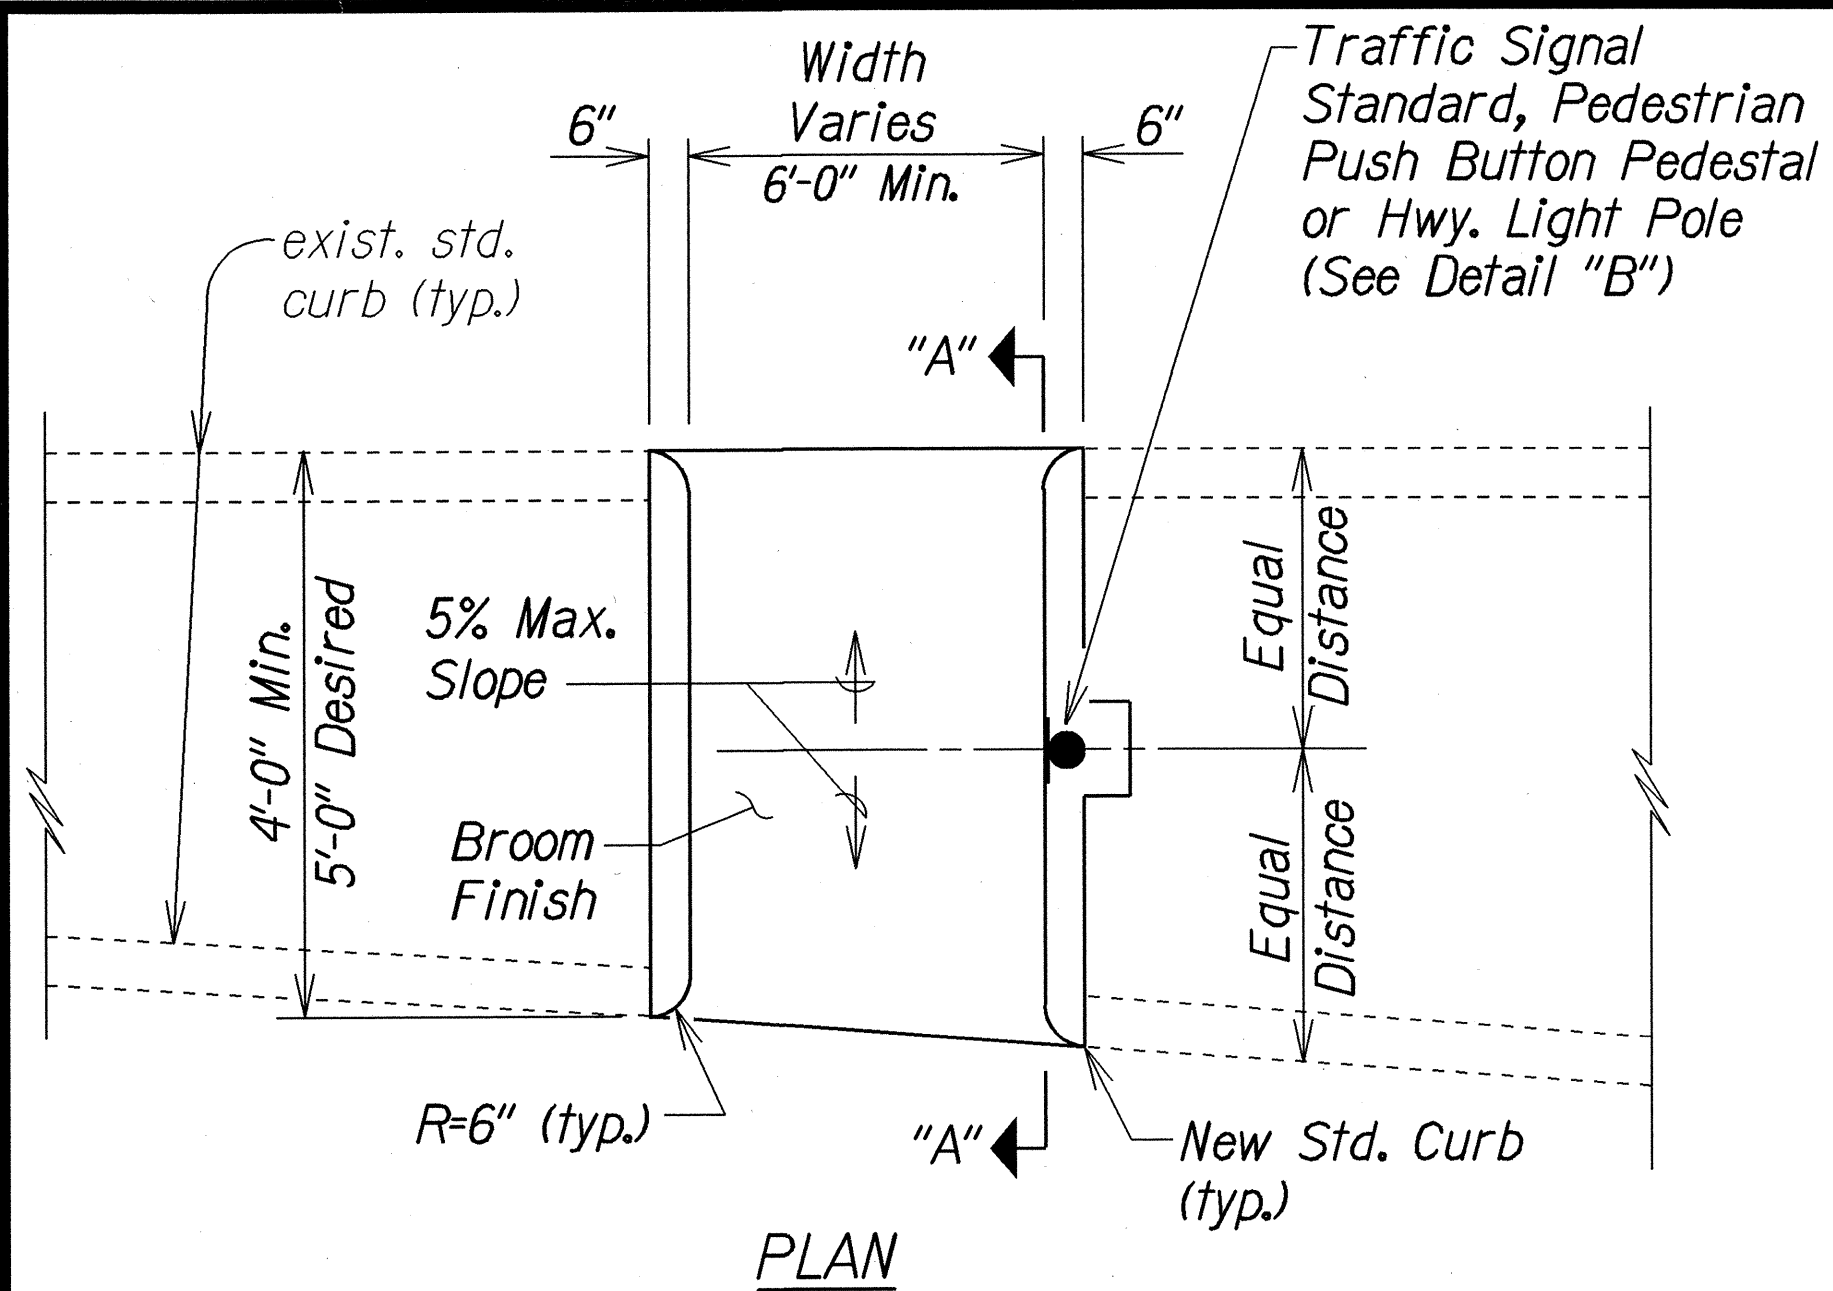 Width
Varies
6'-0" Min.
6"
6"
Traffic Signal
Standard, Pedestrian
Push Button Pedestal
or Hwy. Light Pole
(See Detail "B")
exist. std.
curb (typ.)
"A"
4'-0" Min.
5'-0" Desired
5% Max.
Slope
Broom
Finish
Equal
Distance
Equal
Distance
R=6" (typ.)
"A"
New Std. Curb
(typ.)
PLAN